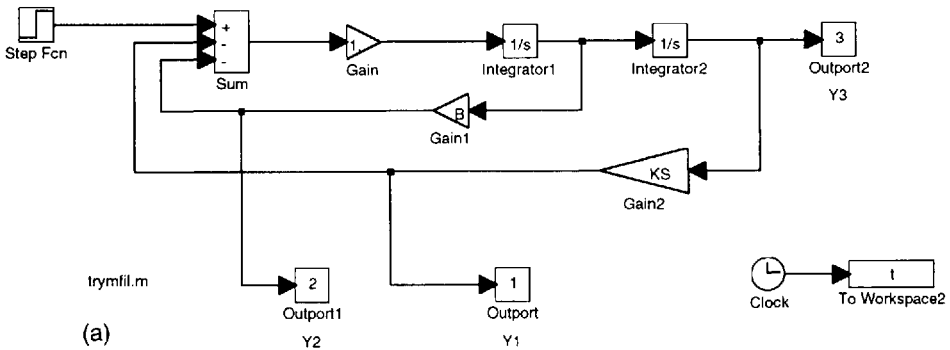 Step Fcn
+
-
-
Sum
1
Gain
1/s
Integrator1
1/s
Integrator2
3
Outport2
Y3
B
Gain1
KS
Gain2
trymfil.m
2
Outport1
Y2
1
Outport
Y1
Clock
t
To Workspace2
(a)